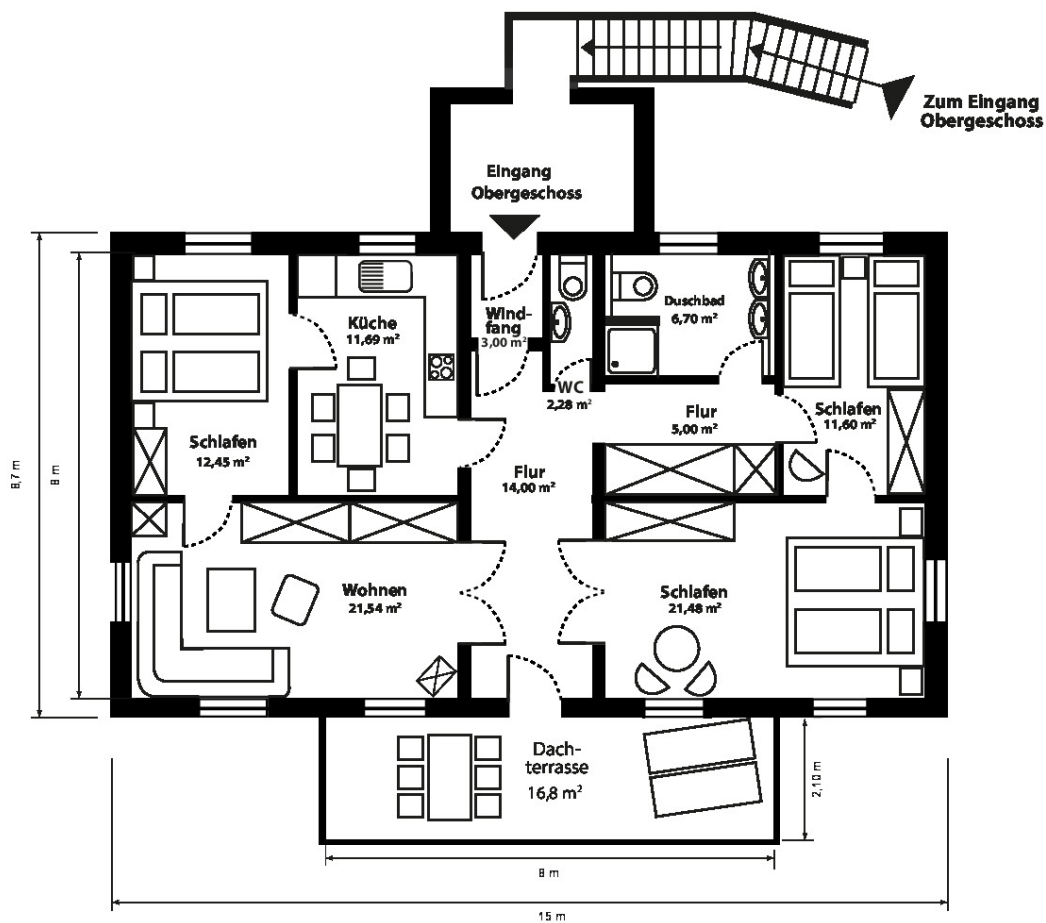 Zum Eingang
Obergeschoss
Eingang
Obergeschoss
Wind-
fang
3,00 m²
Küche
11,69 m²
Duschbad
6,70 m²
WC
2,28 m²
Flur
5,00 m²
Schlafen
11,60 m²
Schlafen
12,45 m²
Flur
14,00 m²
8,7 m
8 m
Wohnen
21,54 m²
Schlafen
21,48 m²
Dach-
terrasse
16,8 m²
2,10 m
8 m
15 m